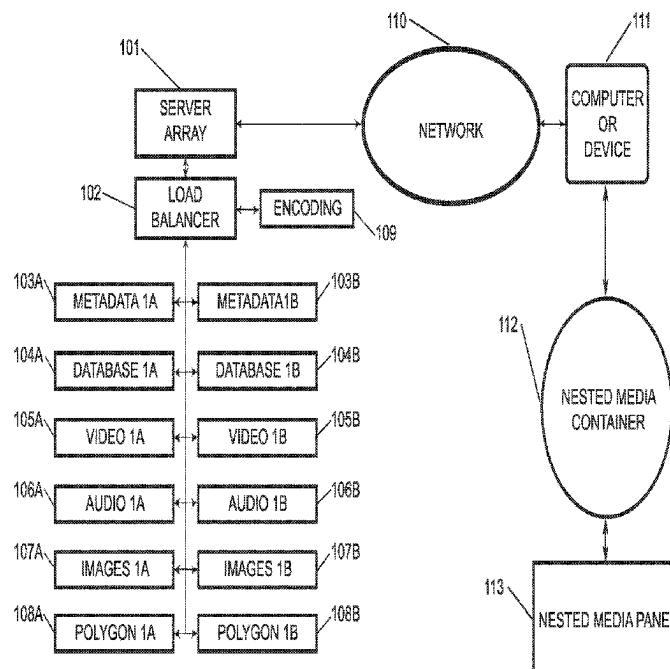 110
111
101
SERVER
ARRAY
NETWORK
COMPUTER
OR
DEVICE
102
LOAD
BALANCER
ENCODING
109
103A
METADATA 1A
METADATA1B
103B
104A
DATABASE 1A
DATABASE 1B
104B
105A
VIDEO 1A
VIDEO 1B
105B
106A
AUDIO 1A
AUDIO 1B
106B
107A
IMAGES 1A
IMAGES 1B
107B
108A
POLYGON 1A
POLYGON 1B
108B
112
NESTED MEDIA
CONTAINER
113
NESTED MEDIA PANE